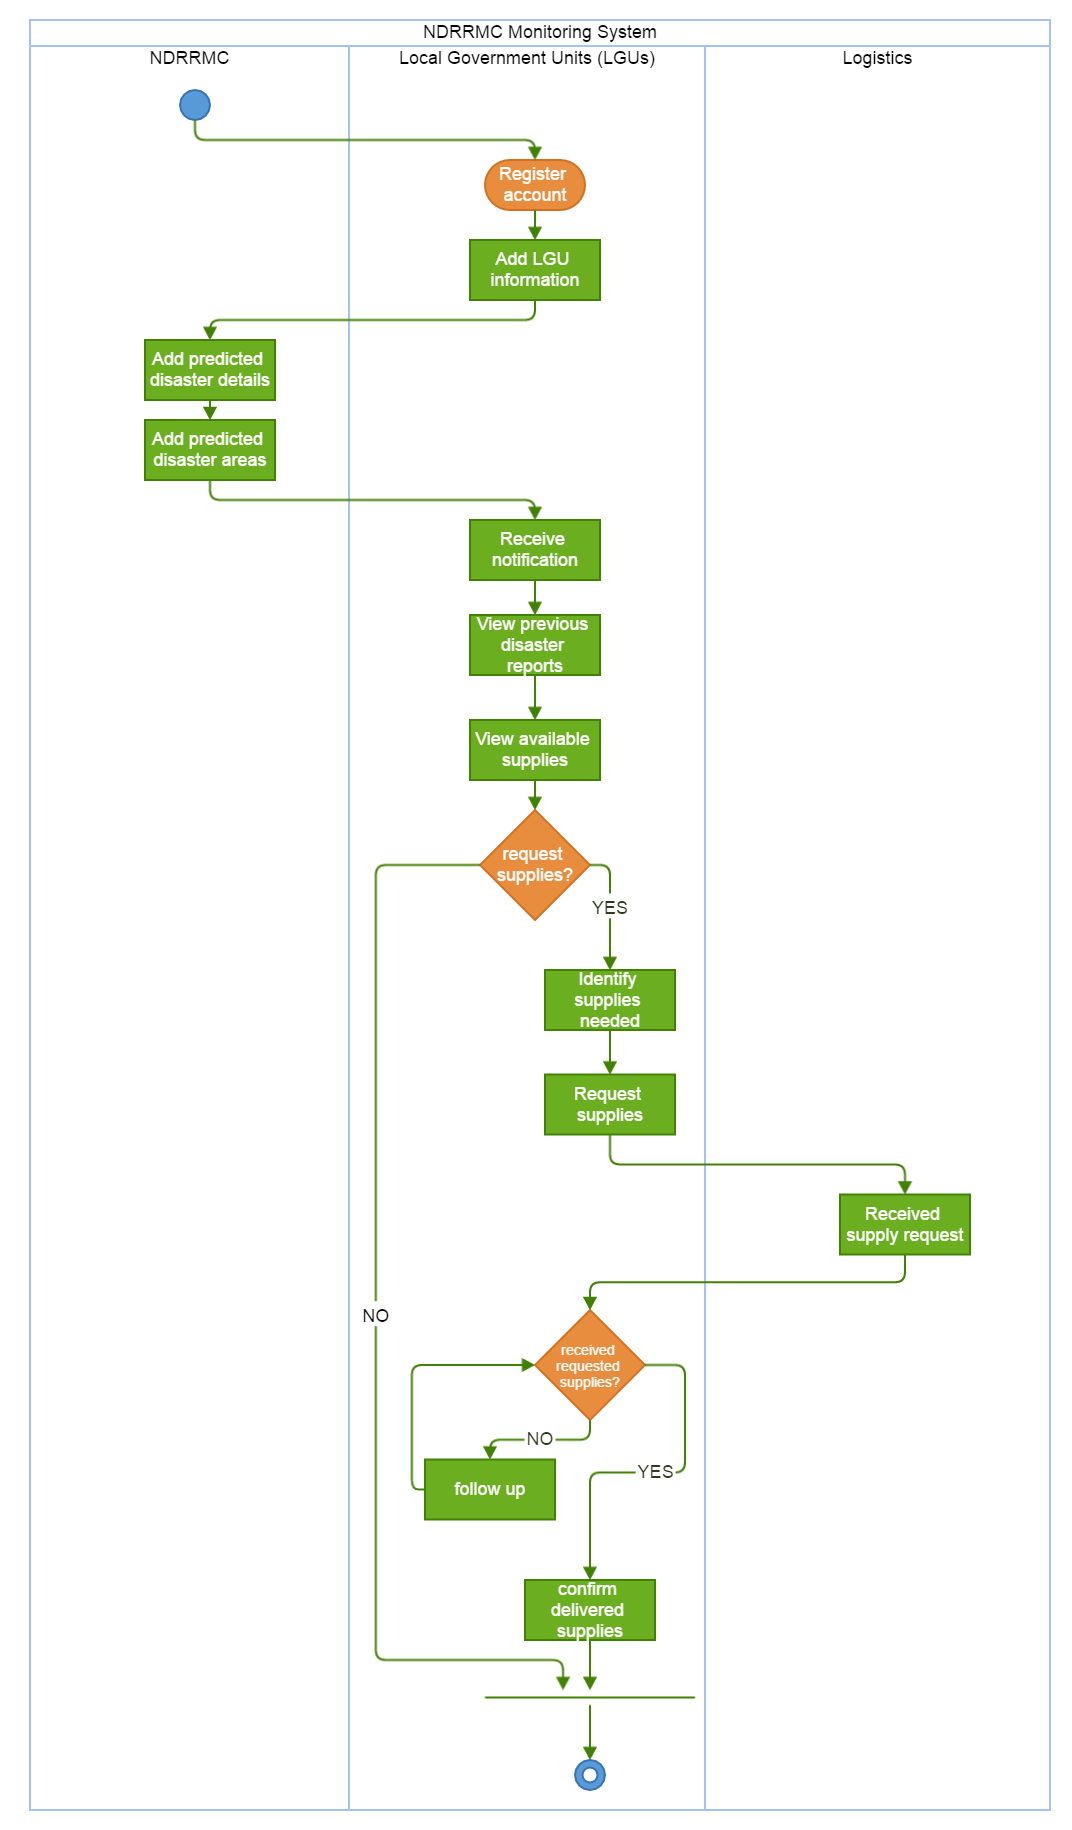 NDRRMC Monitoring System
NDRRMC
Local Government Units (LGUs)
Logistics
Register
account
Add LGU
information
Add predicted
disaster details
Add predicted
disaster areas
Receive
notification
View previous
disaster
reports
View available
supplies
request
supplies?
YES
Identify
supplies
needed
Request
supplies
Received
supply request
NO
received
requested
supplies?
NO
YES
follow up
confirm
delivered
supplies